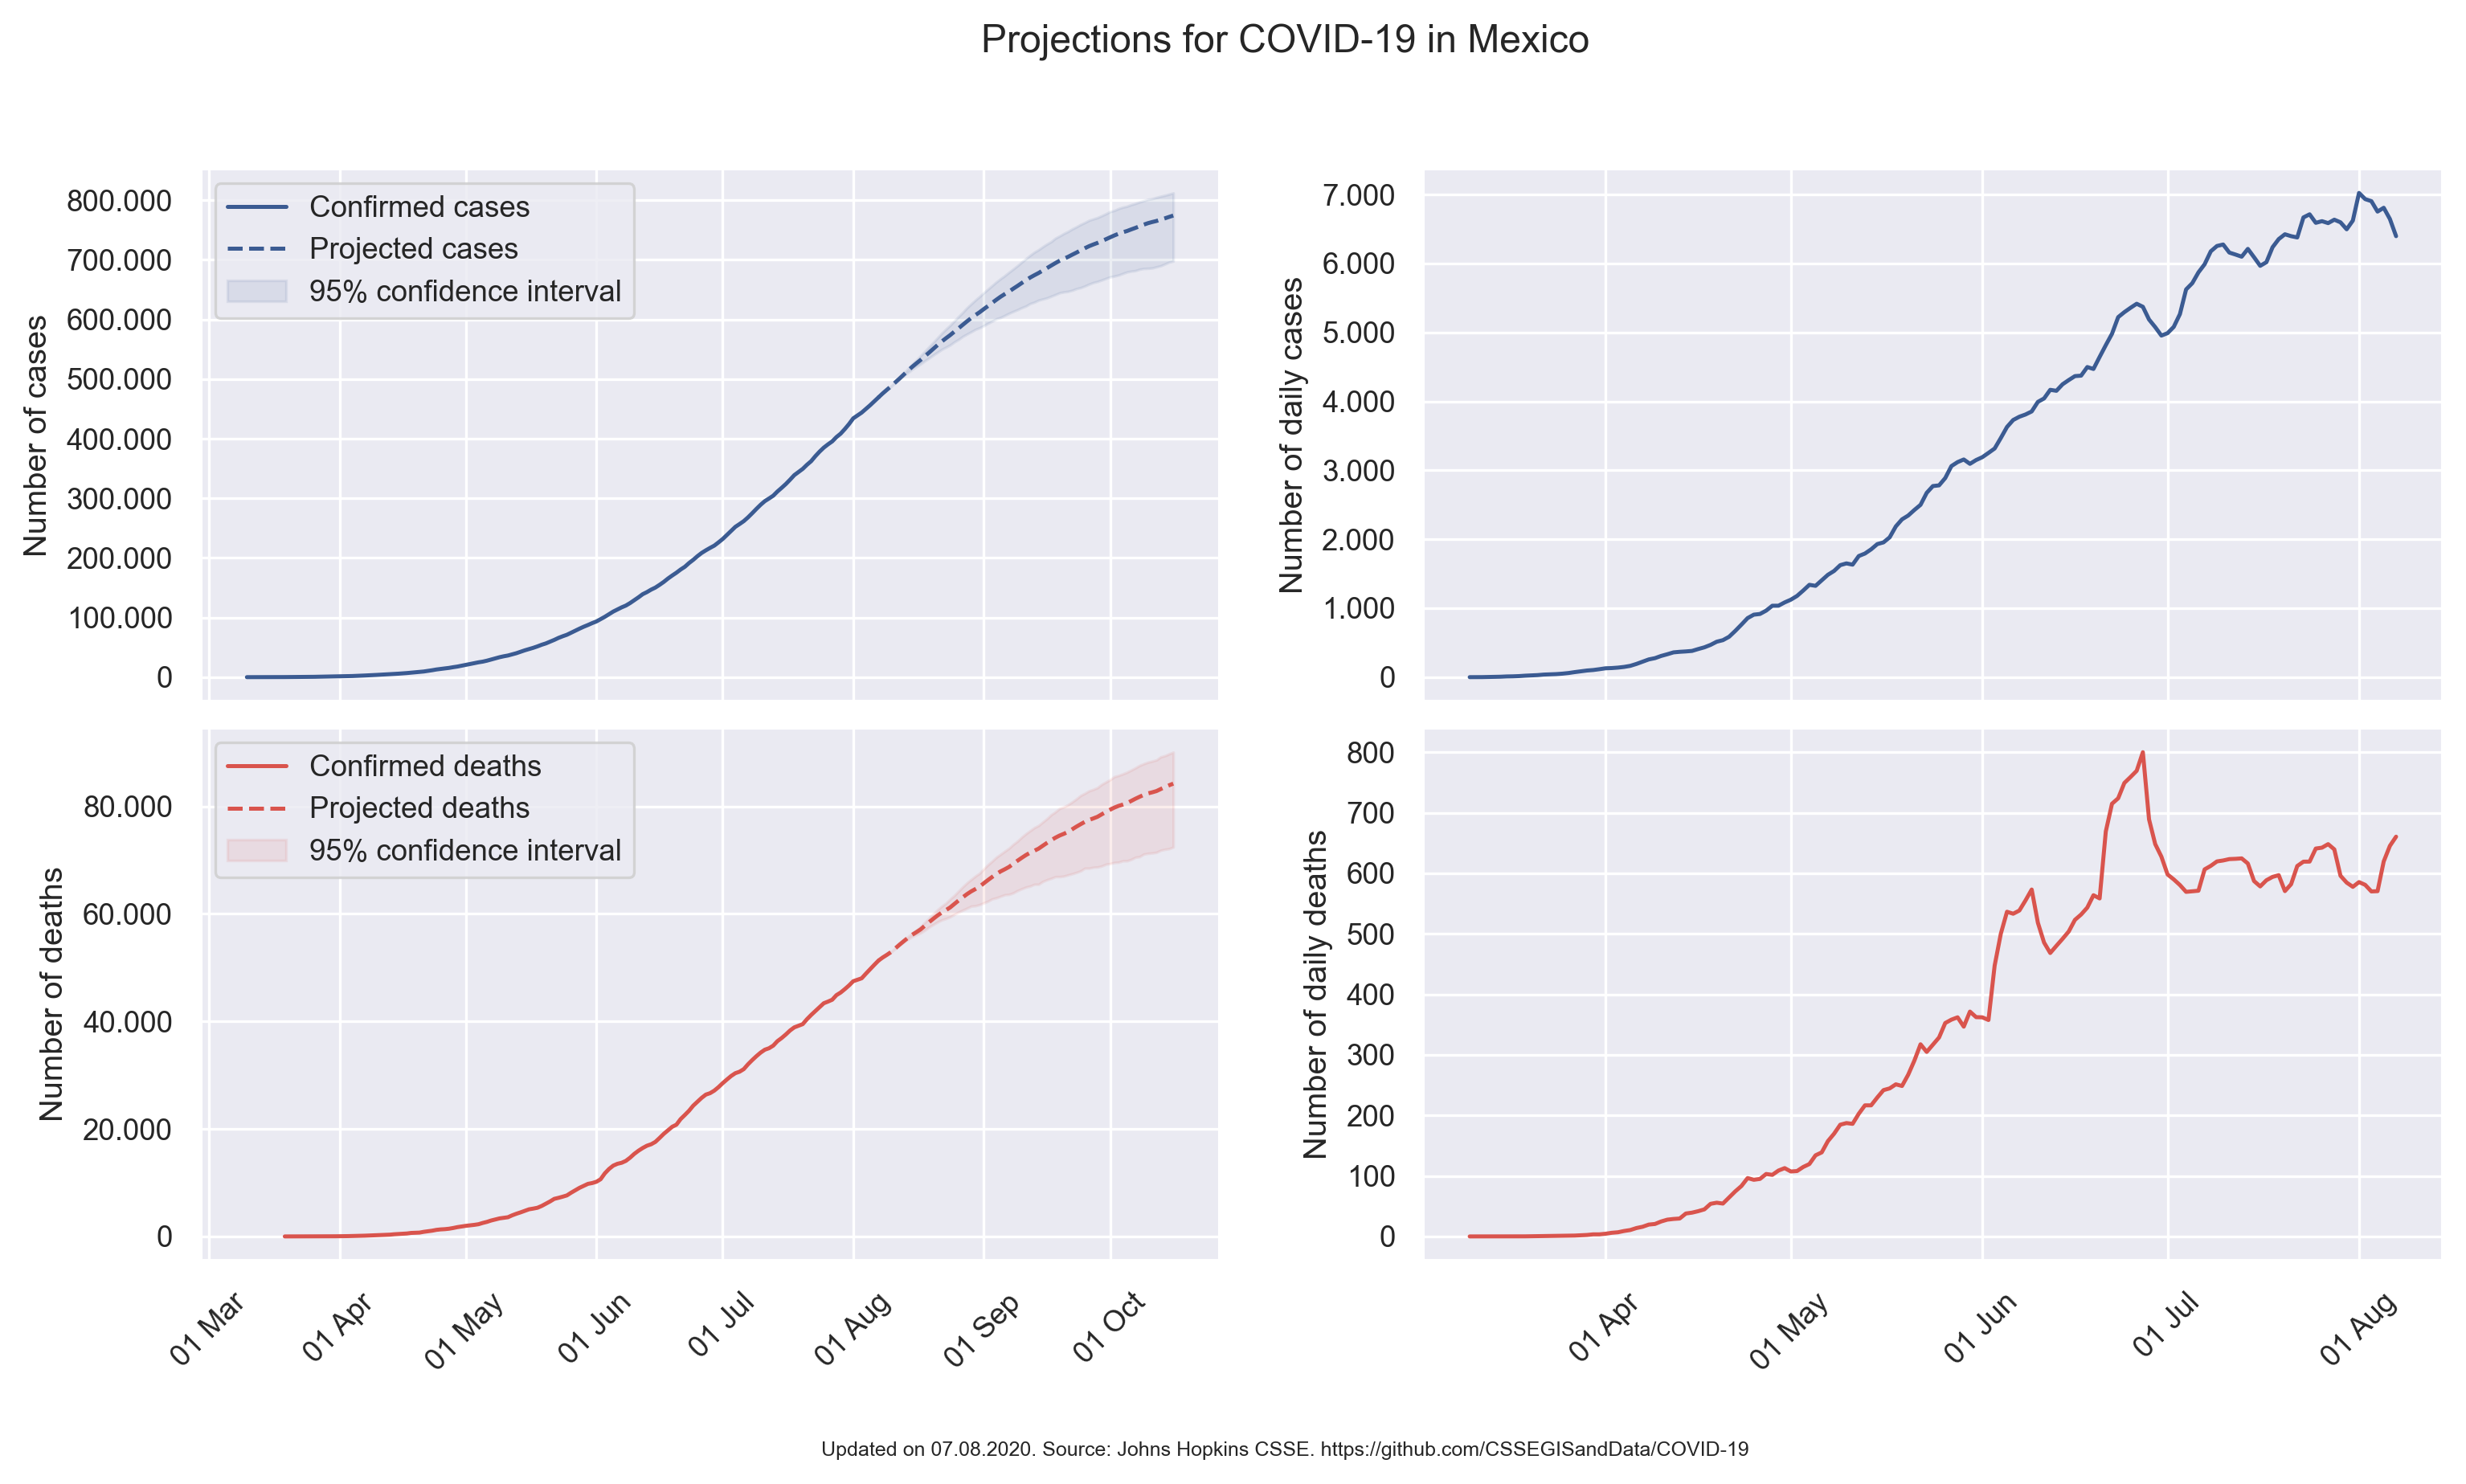 Projections for COVID-19 in Mexico
Number of cases
800.000
700.000
600.000
500.000
400.000
300.000
200.000
100.000
0
Confirmed cases
Projected cases
95% confidence interval
Number of daily cases
7.000
6.000
5.000
4.000
3.000
2.000
1.000
0
Number of deaths
80.000
60.000
40.000
20.000
0
Confirmed deaths
Projected deaths
95% confidence interval
01 Mar
01 Apr
01 May
01 Jun
01 Jul
01 Aug
01 Sep
01 Oct
Number of daily deaths
800
700
600
500
400
300
200
100
0
01 Apr
01 May
01 Jun
01 Jul
01 Aug
Updated on 07.08.2020. Source: Johns Hopkins CSSE. https://github.com/CSSEGISandData/COVID-19